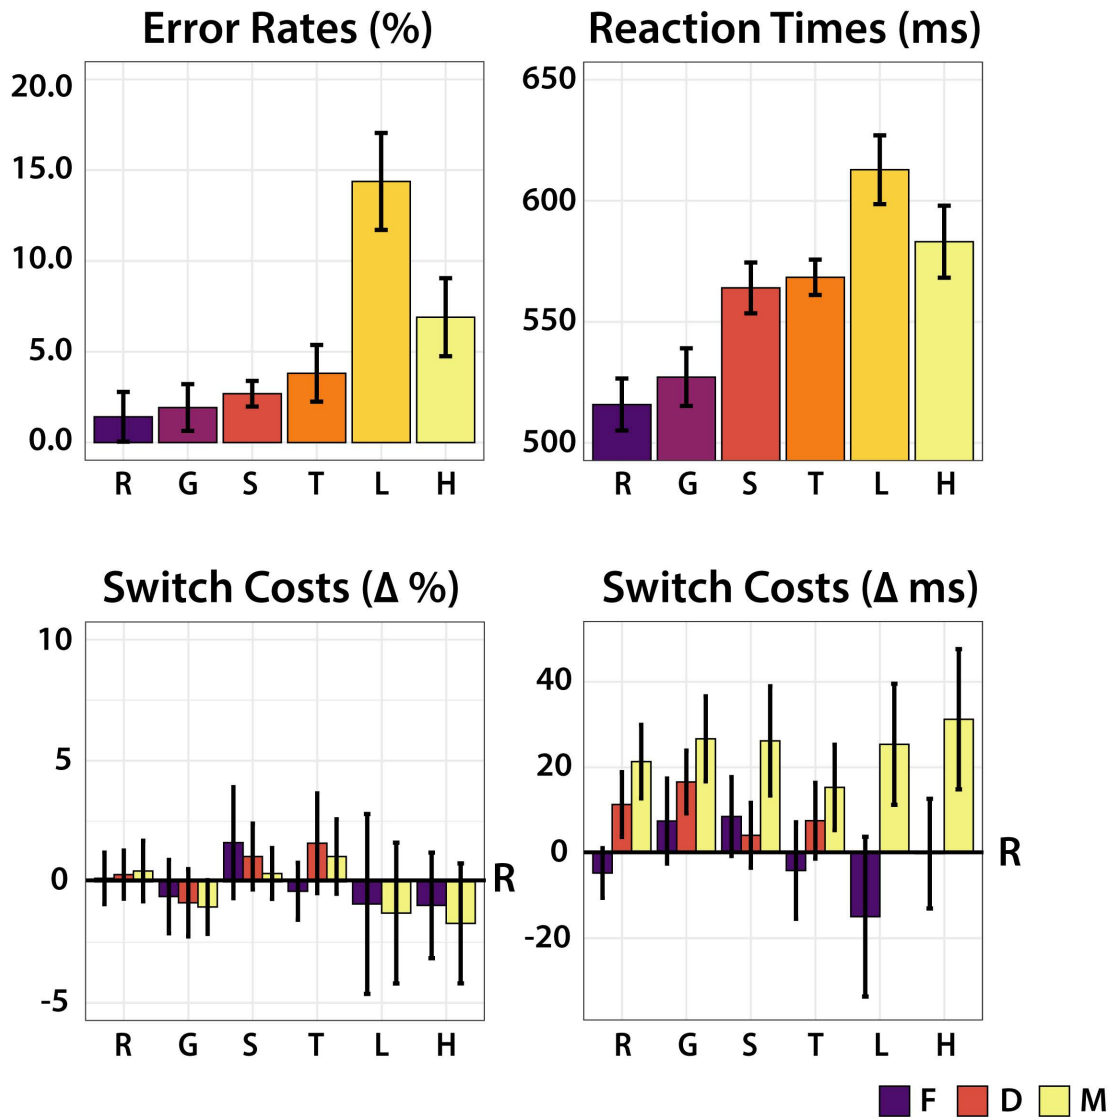 Error Rates (%)
20.0
15.0
10.0
5.0
0.0
R G S T L H
Reaction Times (ms)
650
600
550
500
R G S T L H
Switch Costs (Δ %)
10
5
0
-5
R
R G S T L H
Switch Costs (Δ ms)
40
20
0
-20
R
R G S T L H
F D M